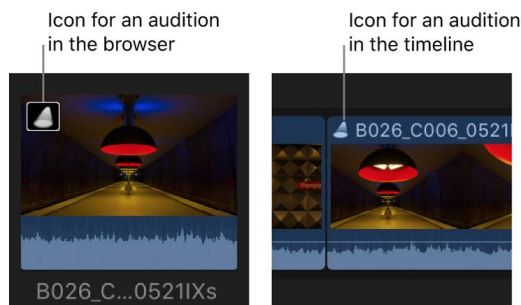 Icon for an audition
in the browser
Icon for an audition
in the timeline
B026_C006_0521
B026_C...0521IXs